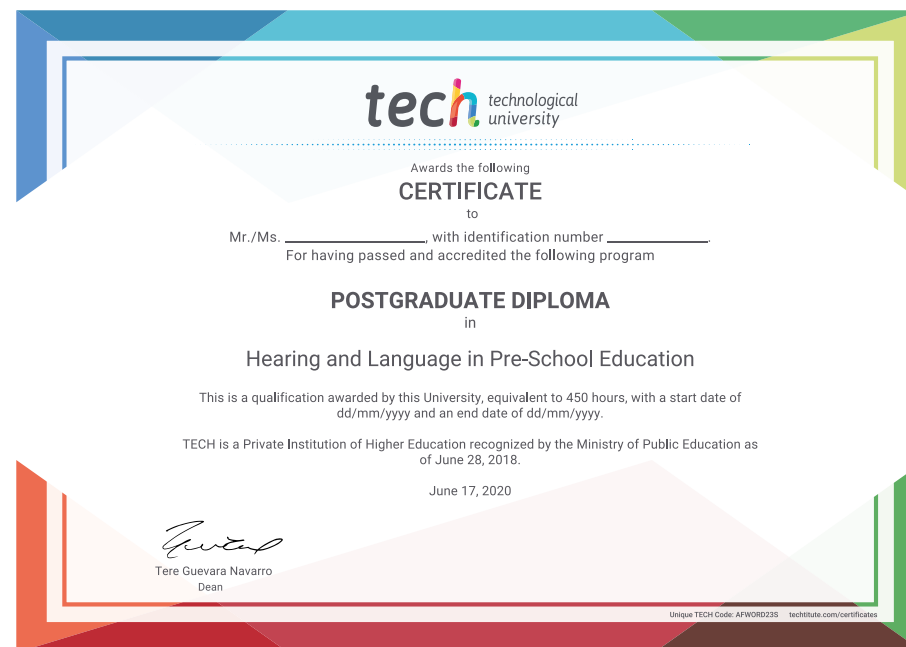 tech technological
university
Awards the following
CERTIFICATE
to
Mr./Ms. ____________________, with identification number ______________.
For having passed and accredited the following program
POSTGRADUATE DIPLOMA
in
Hearing and Language in Pre-School Education
This is a qualification awarded by this University, equivalent to 450 hours, with a start date of
dd/mm/yyyy and an end date of dd/mm/yyyy.
TECH is a Private Institution of Higher Education recognized by the Ministry of Public Education as
of June 28, 2018.
June 17, 2020
Tere Guevara Navarro
Dean
Unique TECH Code: AFWORD23S techtitute.com/certificates